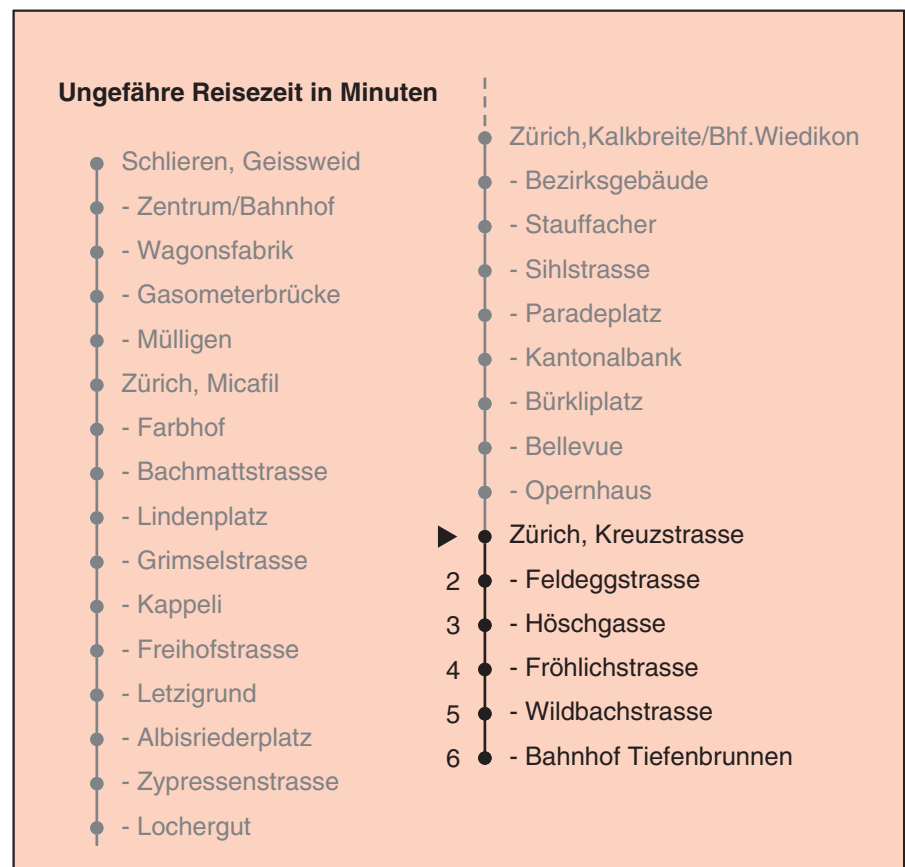 Ungefähre Reisezeit in Minuten
Schlieren, Geissweid
- Zentrum/Bahnhof
- Wagonsfabrik
- Gasometerbrücke
- Mülligen
Zürich, Micafil
- Farbhof
- Bachmattstrasse
- Lindenplatz
- Grimselstrasse
- Kappeli
- Freihofstrasse
- Letzigrund
- Albisriederplatz
- Zypressenstrasse
- Lochergut
Zürich,Kalkbreite/Bhf.Wiedikon
- Bezirksgebäude
- Stauffacher
- Sihlstrasse
- Paradeplatz
- Kantonalbank
- Bürkliplatz
- Bellevue
- Opernhaus
Zürich, Kreuzstrasse
2 - Feldeggstrasse
3 - Höschgasse
4 - Fröhlichstrasse
5 - Wildbachstrasse
6 - Bahnhof Tiefenbrunnen